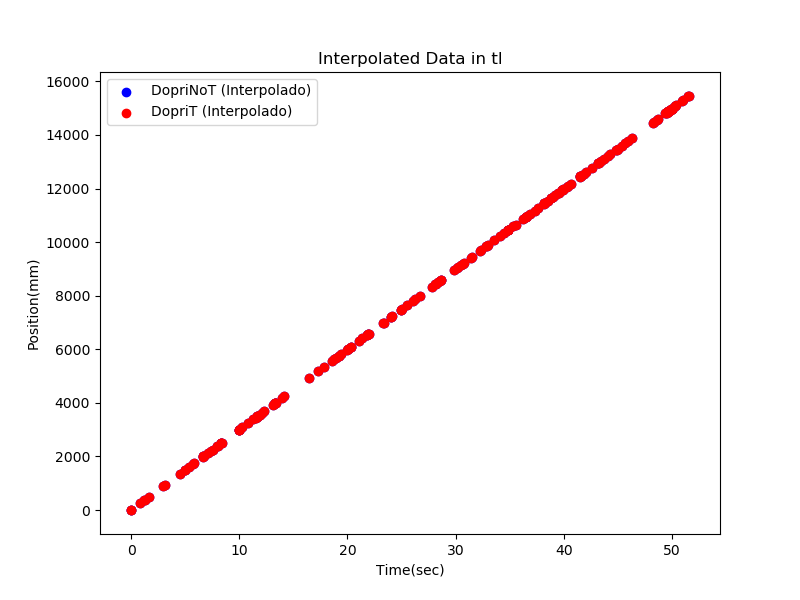 Interpolated Data in tl
DopriNoT (Interpolado)
DopriT (Interpolado)
Position(mm)
16000
14000
12000
10000
8000
6000
4000
2000
0
0 10 20 30 40 50
Time(sec)